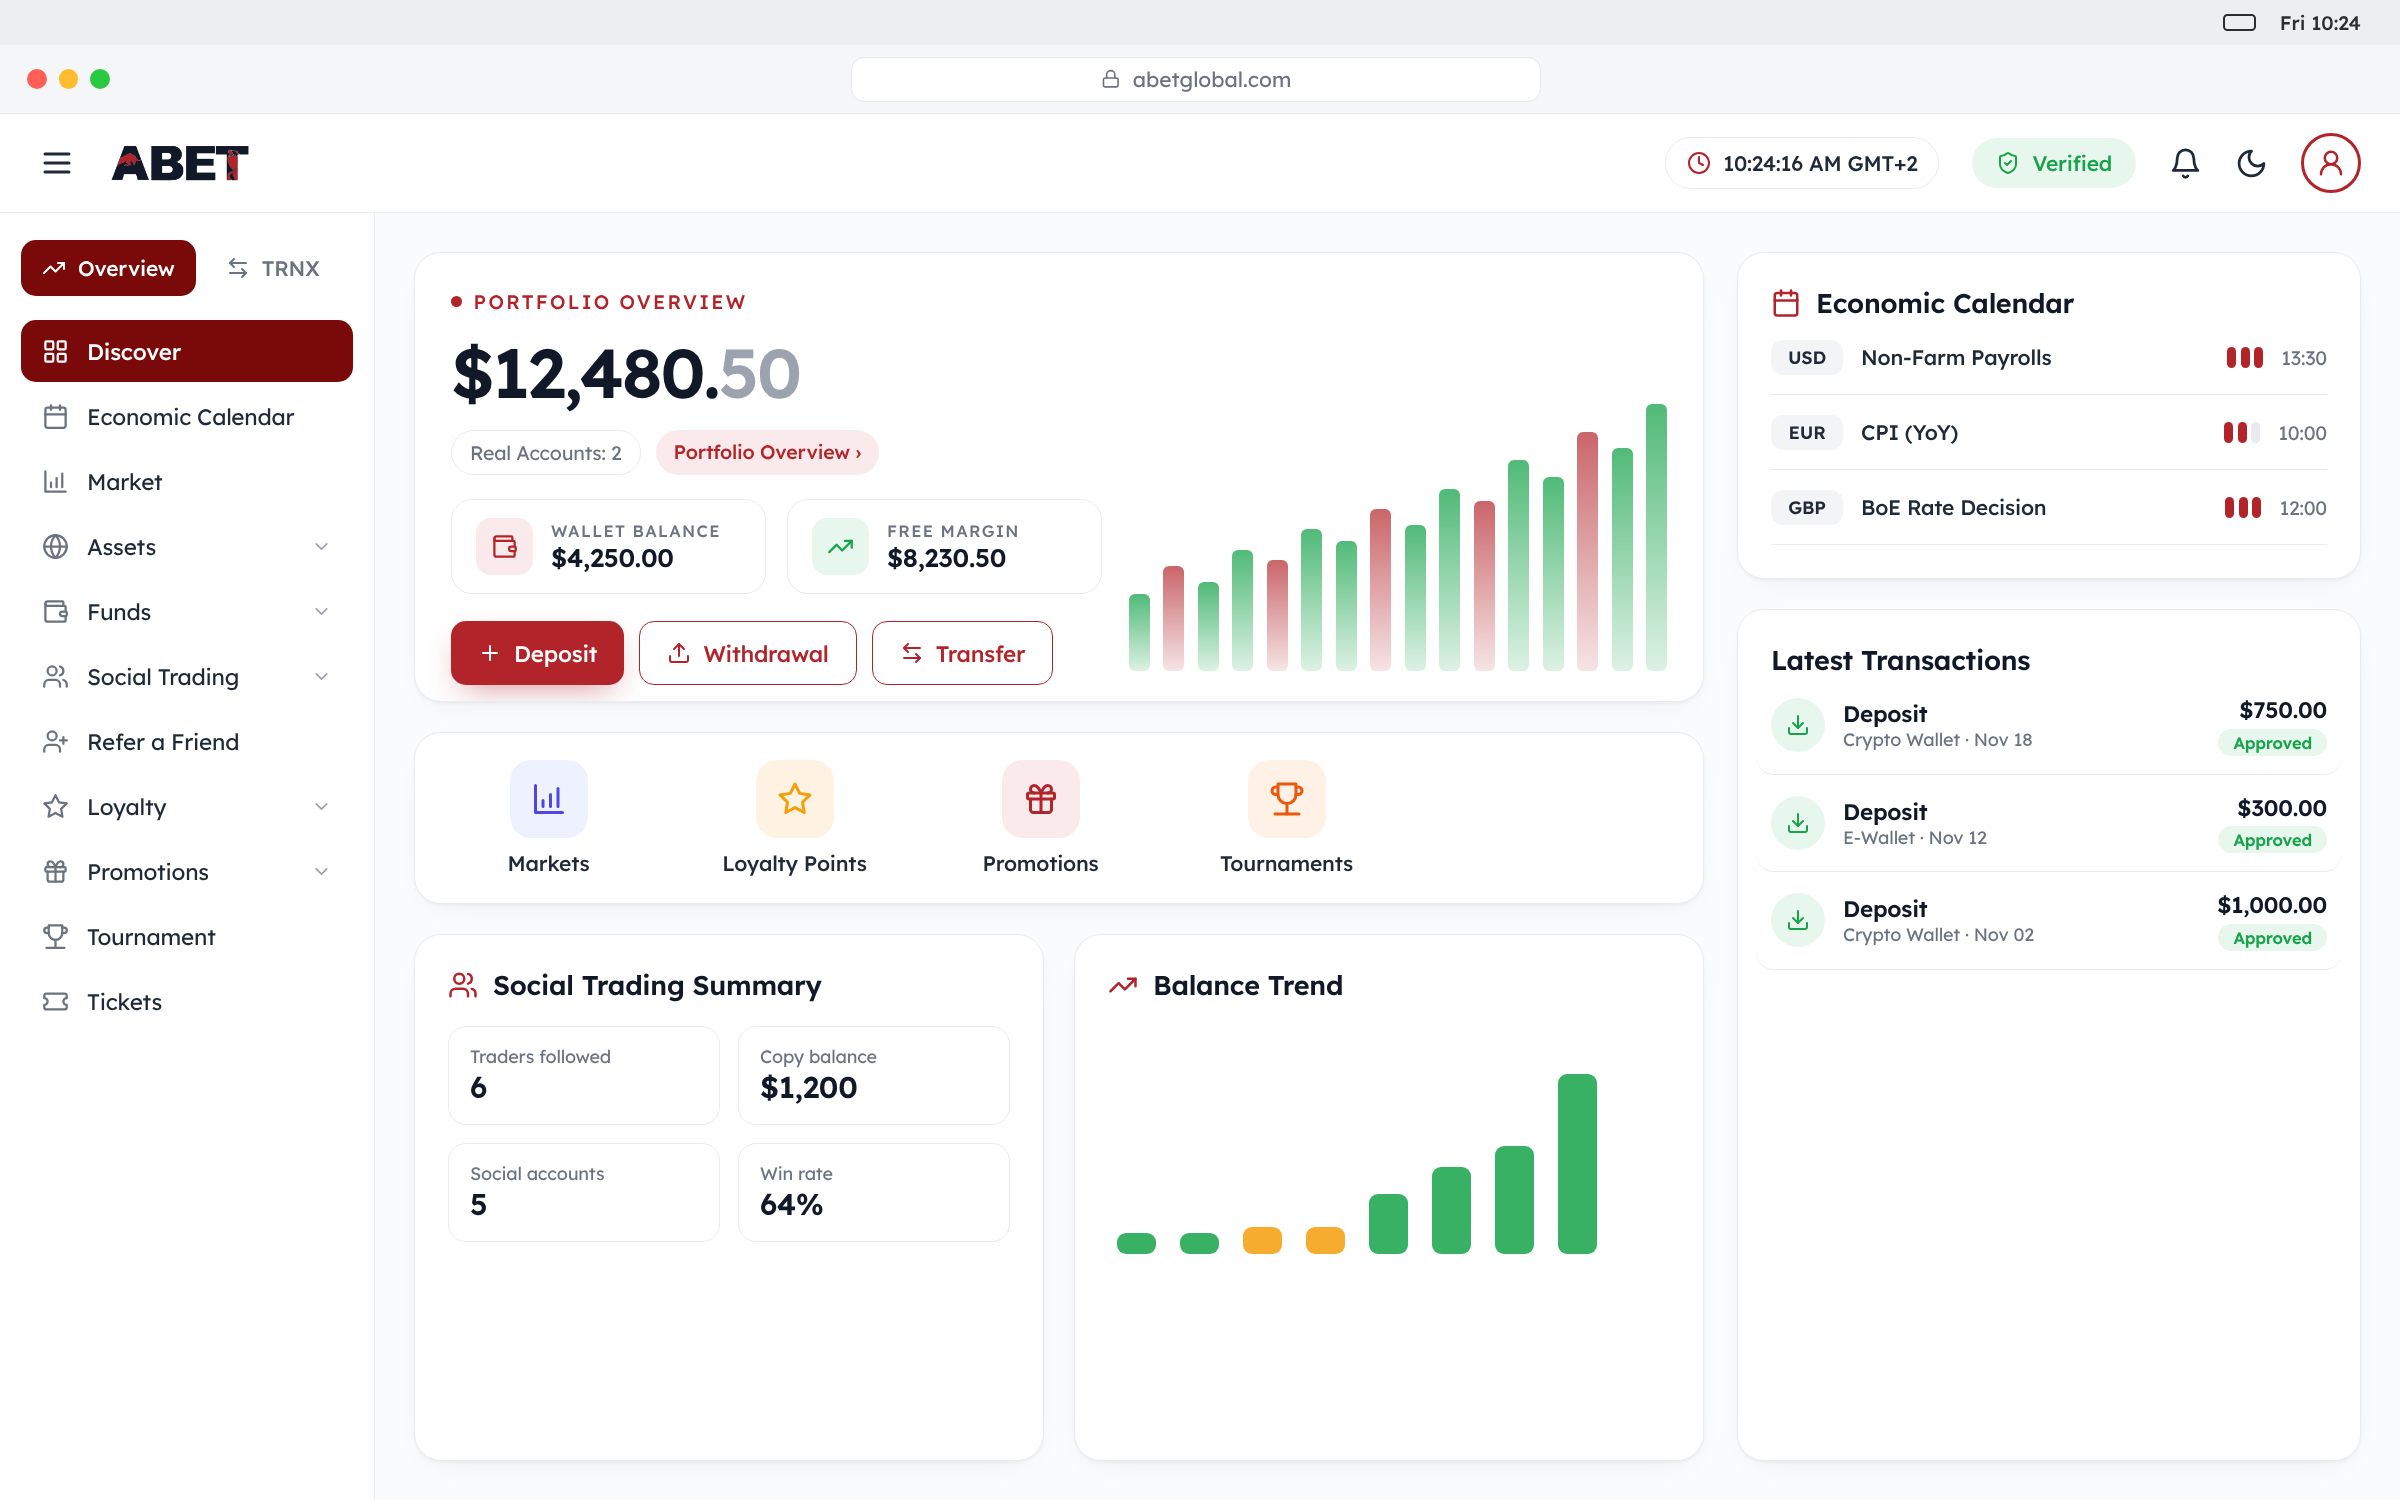 Fri 10:24
abetglobal.com
ABET
10:24:16 AM GMT+2
Verified
Overview
TRNX
Discover
Economic Calendar
Market
Assets
Funds
Social Trading
Refer a Friend
Loyalty
Promotions
Tournament
Tickets
PORTFOLIO OVERVIEW
$12,480.50
Real Accounts: 2
Portfolio Overview ›
WALLET BALANCE
$4,250.00
FREE MARGIN
$8,230.50
Deposit
Withdrawal
Transfer
Markets
Loyalty Points
Promotions
Tournaments
Social Trading Summary
Traders followed
6
Copy balance
$1,200
Social accounts
5
Win rate
64%
Balance Trend
Economic Calendar
USD Non-Farm Payrolls 13:30
EUR CPI (YoY) 10:00
GBP BoE Rate Decision 12:00
Latest Transactions
Deposit $750.00
Crypto Wallet · Nov 18 Approved
Deposit $300.00
E-Wallet · Nov 12 Approved
Deposit $1,000.00
Crypto Wallet · Nov 02 Approved